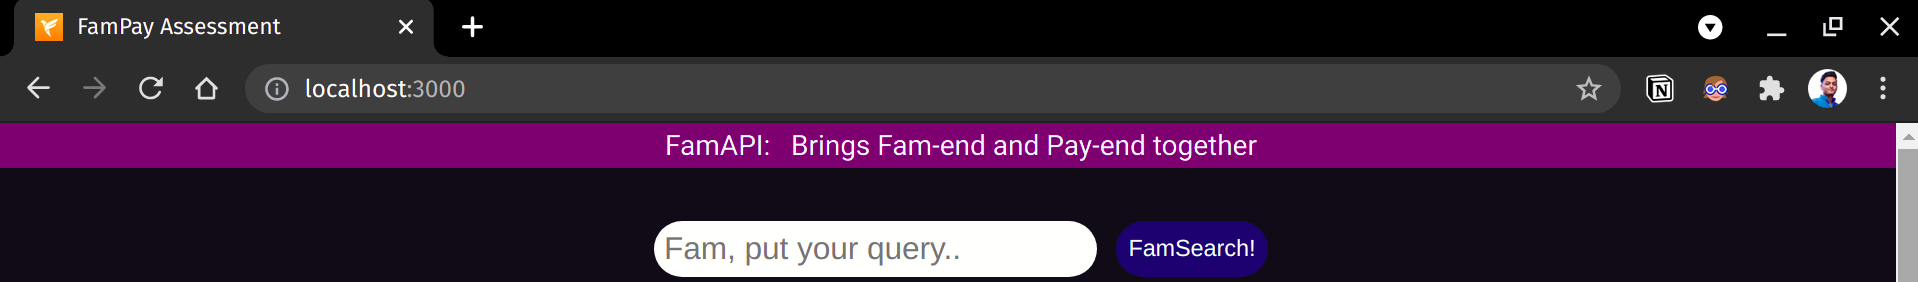 FamPay Assessment
localhost:3000
N
FamAPI: Brings Fam-end and Pay-end together
Fam, put your query..
FamSearch!